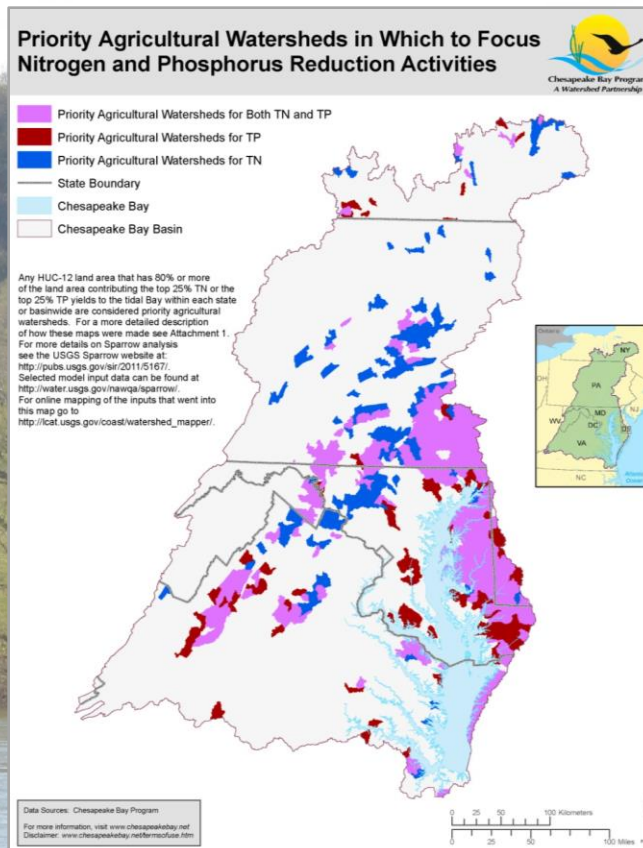 Priority Agricultural Watersheds in Which to Focus
Nitrogen and Phosphorus Reduction Activities
Chesapeake Bay Program
A Watershed Partnership
Priority Agricultural Watersheds for Both TN and TP
Priority Agricultural Watersheds for TP
Priority Agricultural Watersheds for TN
State Boundary
Chesapeake Bay
Chesapeake Bay Basin
Any HUC-12 land area that has 80% or more
of the land area contributing the top 25% TN or the
top 25% TP yields to the tidal Bay within each state
or basinwide are considered priority agricultural
watersheds. For a more detailed description
of how these maps were made see Attachment 1.
For more details on Sparrow analysis
see the USGS Sparrow website at:
http://pubs.usgs.gov/sir/2011/5167/.
Selected model input data can be found at
http://water.usgs.gov/nawqa/sparrow/.
For online mapping of the inputs that went into
this map go to
http://lcat.usgs.gov/coast/watershed_mapper/.
NY
PA
OH
NJ
MD
WV
DC
VA
NC
Data Sources: Chesapeake Bay Program
For more information, visit www.chesapeakebay.net
Disclaimer: www.chesapeakebay.net/termsofuse.htm
0 25 50 100 Kilometers
0 25 50 100 Miles